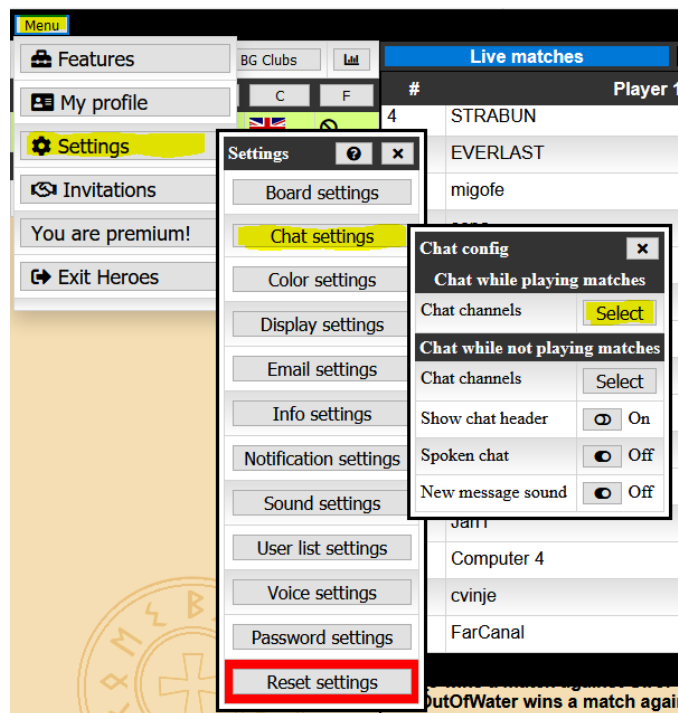 Menu
Features
My profile
Settings
Invitations
You are premium!
Exit Heroes
BG Clubs
C F
Live matches
# Player 1
4 STRABUN
EVERLAST
migofe
Jan1
Computer 4
cvinje
FarCanal
OutOfWater wins a match agai
Settings
Board settings
Chat settings
Color settings
Display settings
Email settings
Info settings
Notification settings
Sound settings
User list settings
Voice settings
Password settings
Reset settings
Chat config
Chat while playing matches
Chat channels Select
Chat while not playing matches
Chat channels Select
Show chat header On
Spoken chat Off
New message sound Off